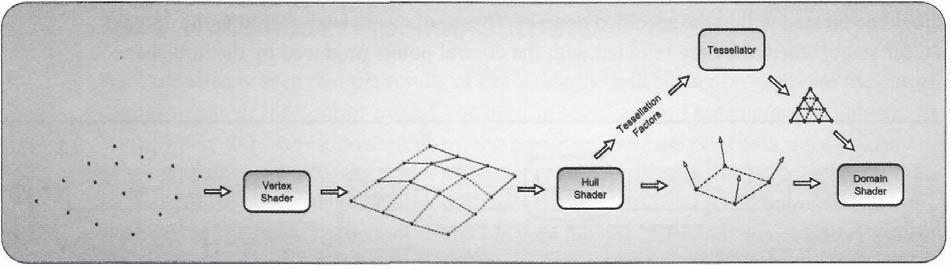 Tessellator
Tessellation
Factors
Vertex
Shader
Hull
Shader
Domain
Shader